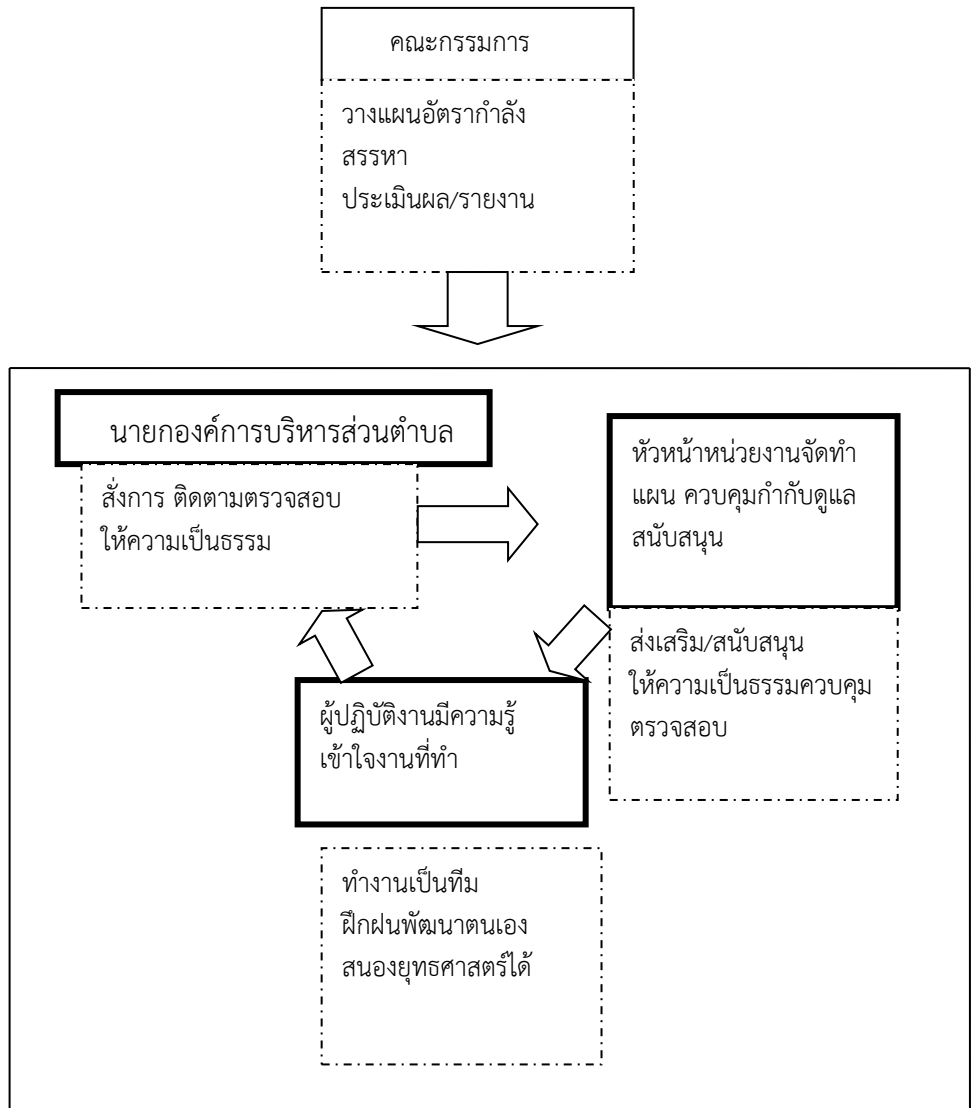 คณะกรรมการ
วางแผนอัตรากำลัง
สรรหา
ประเมินผล/รายงาน
นายกองค์การบริหารส่วนตำบล
สั่งการ ติดตามตรวจสอบ
ให้ความเป็นธรรม
หัวหน้าหน่วยงานจัดทำ
แผน ควบคุมกำกับดูแล
สนับสนุน
ส่งเสริม/สนับสนุน
ให้ความเป็นธรรมควบคุม
ตรวจสอบ
ผู้ปฏิบัติงานมีความรู้
เข้าใจงานที่ทำ
ทำงานเป็นทีม
ฝึกฝนพัฒนาตนเอง
สนองยุทธศาสตร์ได้